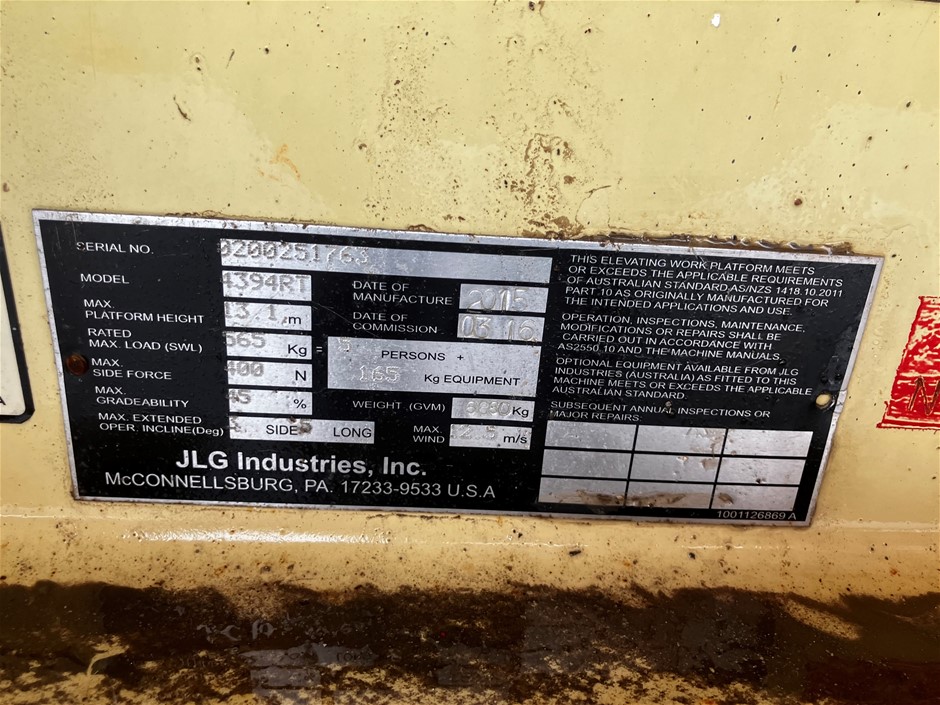 SERIAL NO. 0200251763
MODEL 4394RT
MAX. PLATFORM HEIGHT 13.1 m
RATED MAX. LOAD (SWL) 565 Kg = 5 PERSONS + 165 Kg EQUIPMENT
MAX. SIDE FORCE 400 N
MAX. GRADEABILITY 45 %
MAX. EXTENDED OPER. INCLINE(Deg) SIDE LONG
DATE OF MANUFACTURE 2015
DATE OF COMMISSION 03 16
WEIGHT (GVM) Kg
MAX. WIND 12.5 m/s
JLG Industries, Inc.
McCONNELLSBURG, PA. 17233-9533 U.S.A
THIS ELEVATING WORK PLATFORM MEETS
OR EXCEEDS THE APPLICABLE REQUIREMENTS
OF AUSTRALIAN STANDARD AS/NZS 1418.10.2011
PART 10 AS ORIGINALLY MANUFACTURED FOR
THE INTENDED APPLICATIONS AND USE.
OPERATION, INSPECTIONS, MAINTENANCE,
MODIFICATIONS OR REPAIRS SHALL BE
CARRIED OUT IN ACCORDANCE WITH
AS2550.10 AND THE MACHINE MANUALS.
OPTIONAL EQUIPMENT AVAILABLE FROM JLG
INDUSTRIES (AUSTRALIA) AS FITTED TO THIS
MACHINE MEETS OR EXCEEDS THE APPLICABLE
AUSTRALIAN STANDARD.
SUBSEQUENT ANNUAL INSPECTIONS OR
MAJOR REPAIRS:
1001126869 A